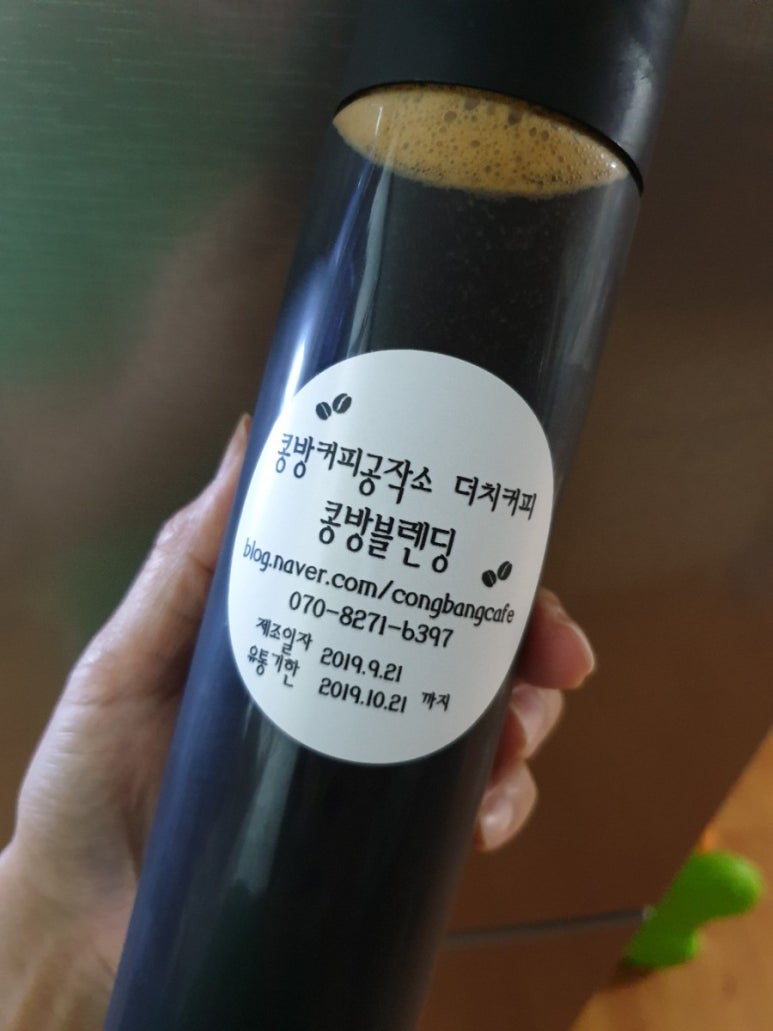 콩방커피공작소 더치커피
콩방블렌딩
blog.naver.com/congbangcafe
070-8271-6397
제조일자 2019.9.21
유통기한 2019.10.21 까지